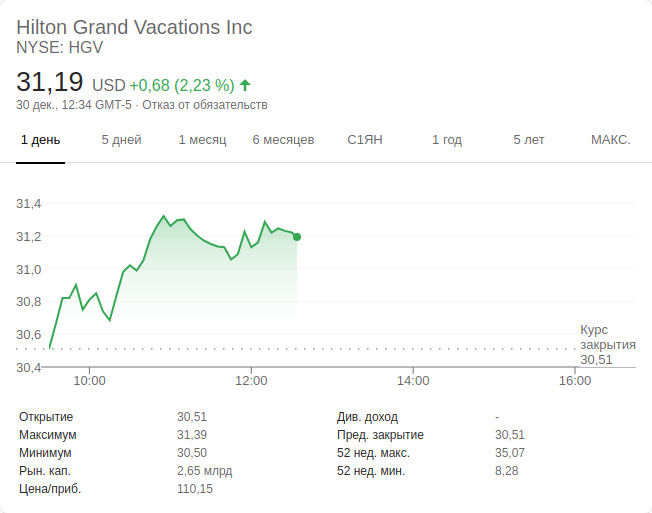 Hilton Grand Vacations Inc
NYSE: HGV
31,19 USD +0,68 (2,23 %)
30 дек., 12:34 GMT-5 · Отказ от обязательств
1 день 5 дней 1 месяц 6 месяцев С1ЯН 1 год 5 лет МАКС.
31,4
31,2
31,0
30,8
30,6
30,4
Курс
закрытия
30,51
10:00 12:00 14:00 16:00
Открытие 30,51 Див. доход -
Максимум 31,39 Пред. закрытие 30,51
Минимум 30,50 52 нед. макс. 35,07
Рын. кап. 2,65 млрд 52 нед. мин. 8,28
Цена/приб. 110,15